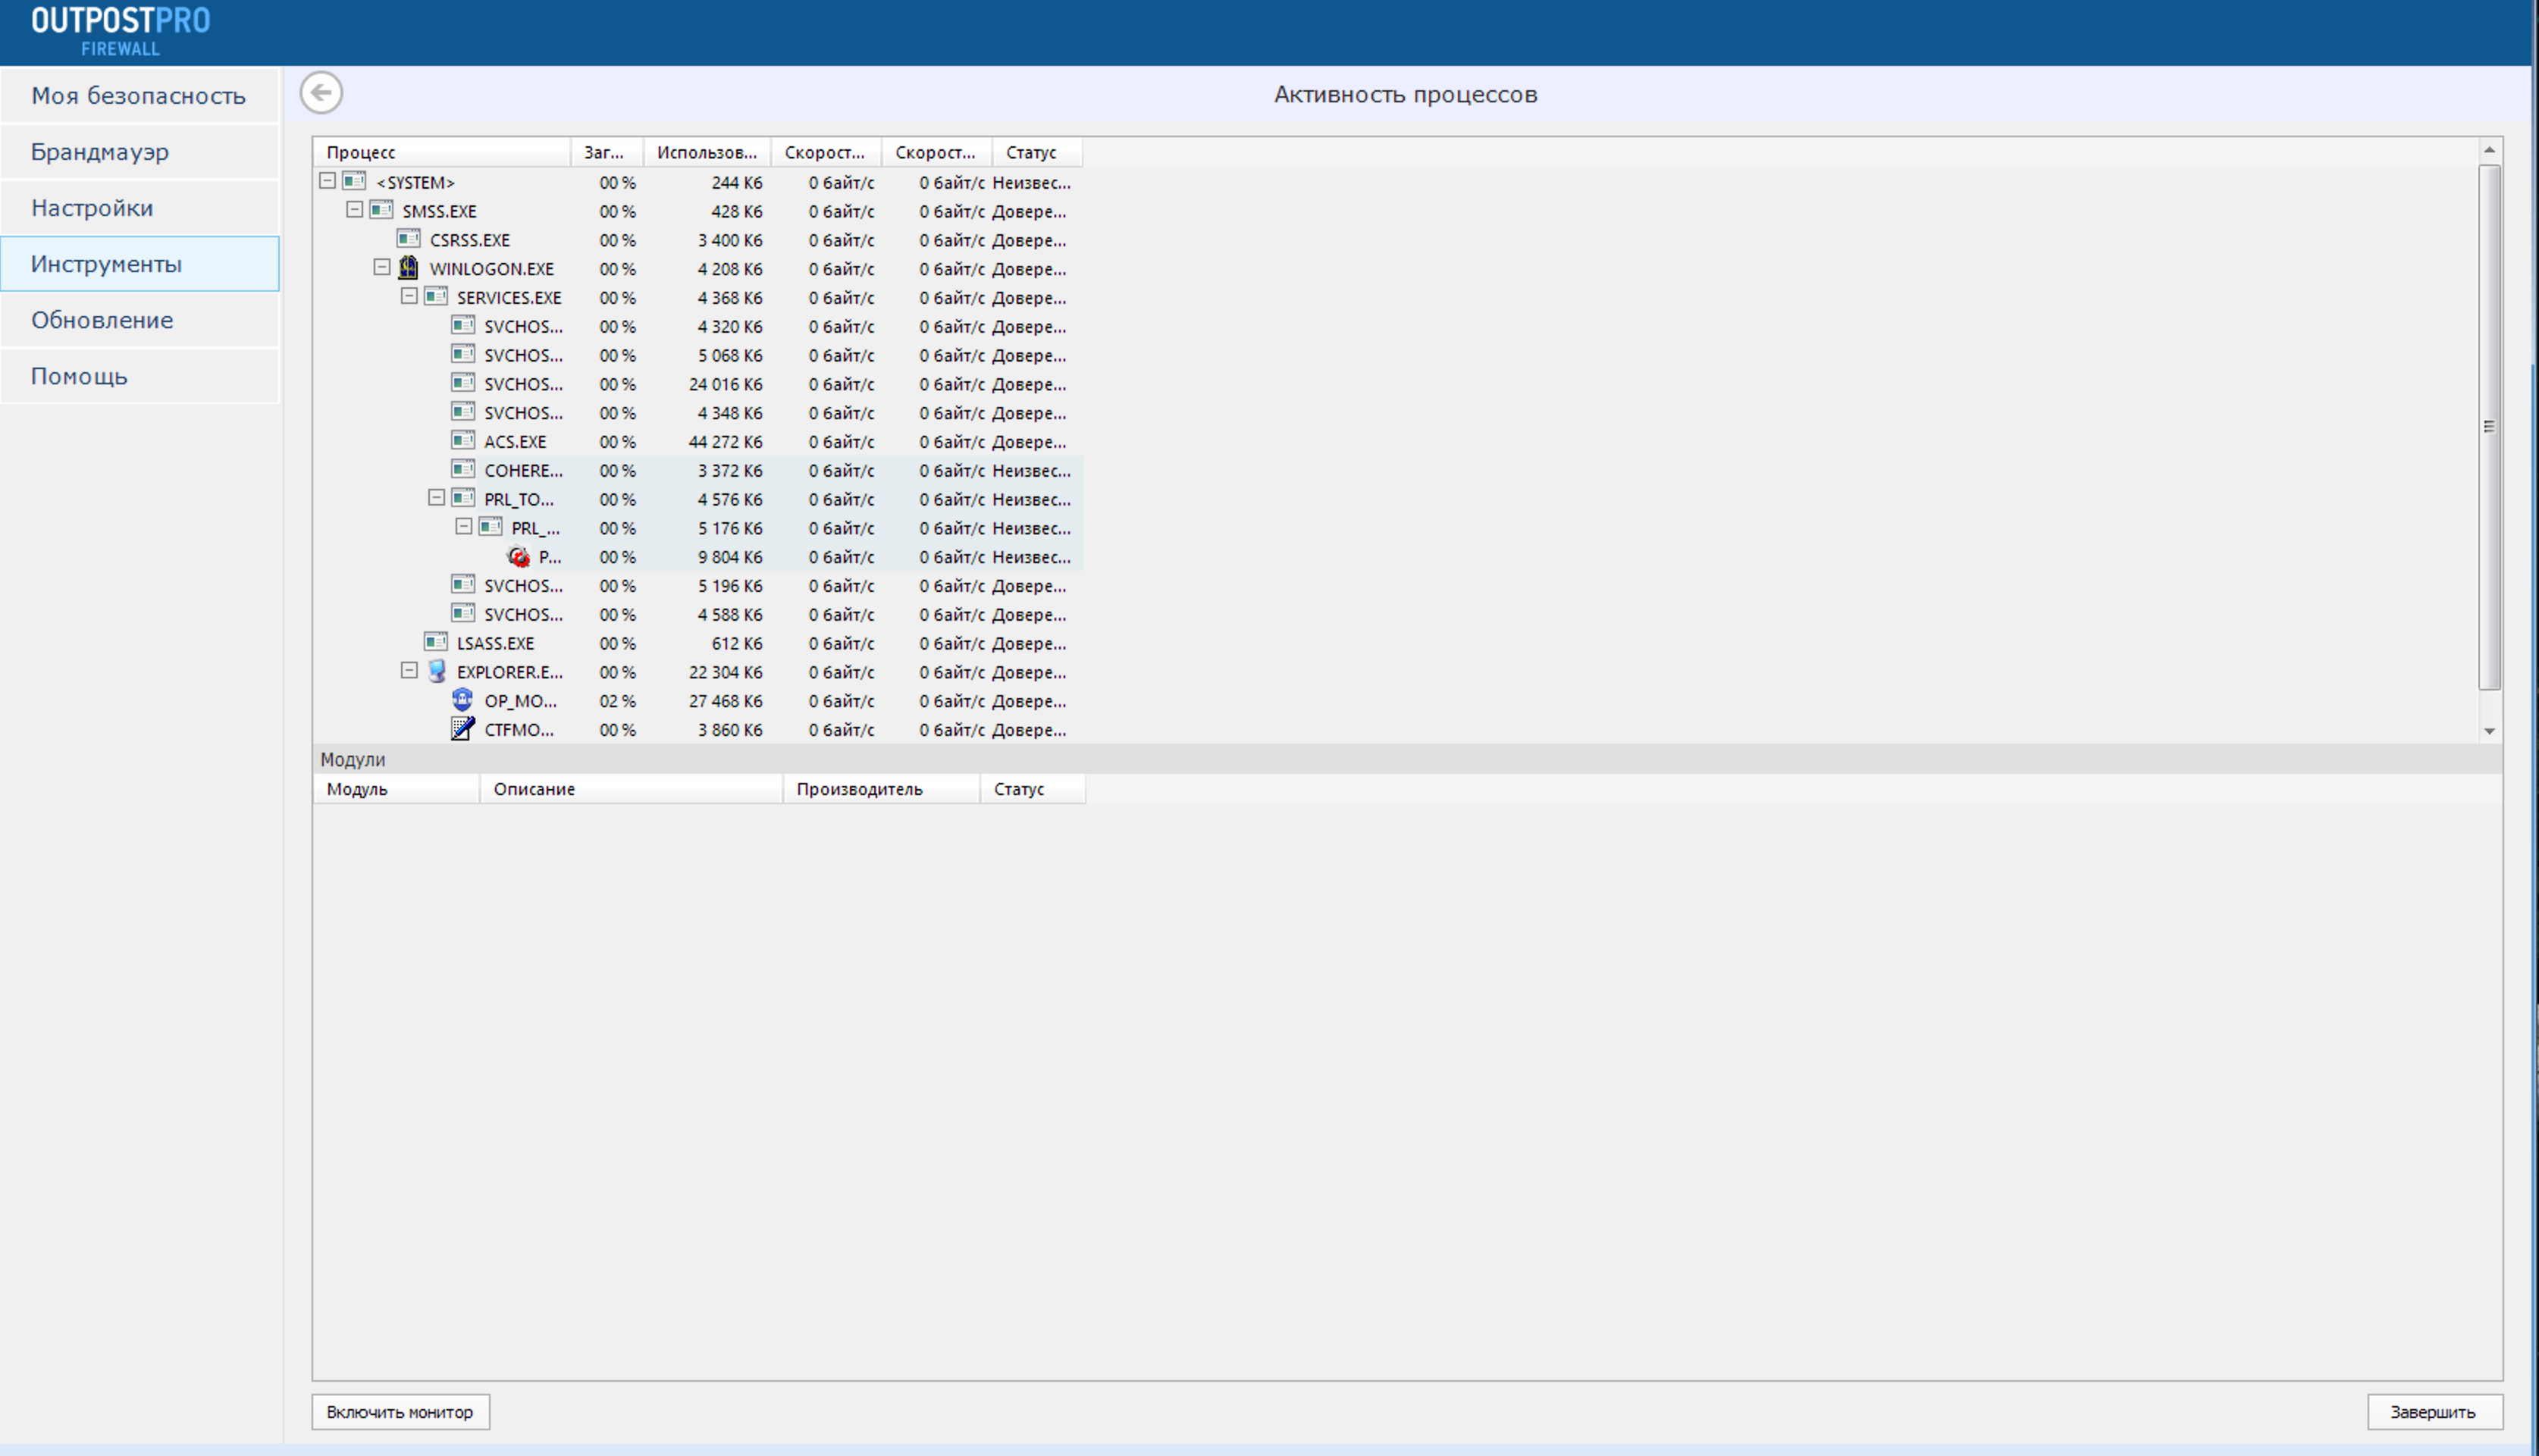 OUTPOSTPRO
FIREWALL
Моя безопасность
Брандмауэр
Настройки
Инструменты
Обновление
Помощь
Активность процессов
Процесс Заг... Использов... Скорост... Скорост... Статус
<SYSTEM> 00 % 244 Кб 0 байт/с 0 байт/с Неизвес...
SMSS.EXE 00 % 428 Кб 0 байт/с 0 байт/с Довере...
CSRSS.EXE 00 % 3 400 Кб 0 байт/с 0 байт/с Довере...
WINLOGON.EXE 00 % 4 208 Кб 0 байт/с 0 байт/с Довере...
SERVICES.EXE 00 % 4 368 Кб 0 байт/с 0 байт/с Довере...
SVCHOS... 00 % 4 320 Кб 0 байт/с 0 байт/с Довере...
SVCHOS... 00 % 5 068 Кб 0 байт/с 0 байт/с Довере...
SVCHOS... 00 % 24 016 Кб 0 байт/с 0 байт/с Довере...
SVCHOS... 00 % 4 348 Кб 0 байт/с 0 байт/с Довере...
ACS.EXE 00 % 44 272 Кб 0 байт/с 0 байт/с Довере...
COHERE... 00 % 3 372 Кб 0 байт/с 0 байт/с Неизвес...
PRL_TO... 00 % 4 576 Кб 0 байт/с 0 байт/с Неизвес...
PRL_... 00 % 5 176 Кб 0 байт/с 0 байт/с Неизвес...
P... 00 % 9 804 Кб 0 байт/с 0 байт/с Неизвес...
SVCHOS... 00 % 5 196 Кб 0 байт/с 0 байт/с Довере...
SVCHOS... 00 % 4 588 Кб 0 байт/с 0 байт/с Довере...
LSASS.EXE 00 % 612 Кб 0 байт/с 0 байт/с Довере...
EXPLORER.E... 00 % 22 304 Кб 0 байт/с 0 байт/с Довере...
OP_MO... 02 % 27 468 Кб 0 байт/с 0 байт/с Довере...
CTFMO... 00 % 3 860 Кб 0 байт/с 0 байт/с Довере...
Модули
Модуль Описание Производитель Статус
Включить монитор
Завершить